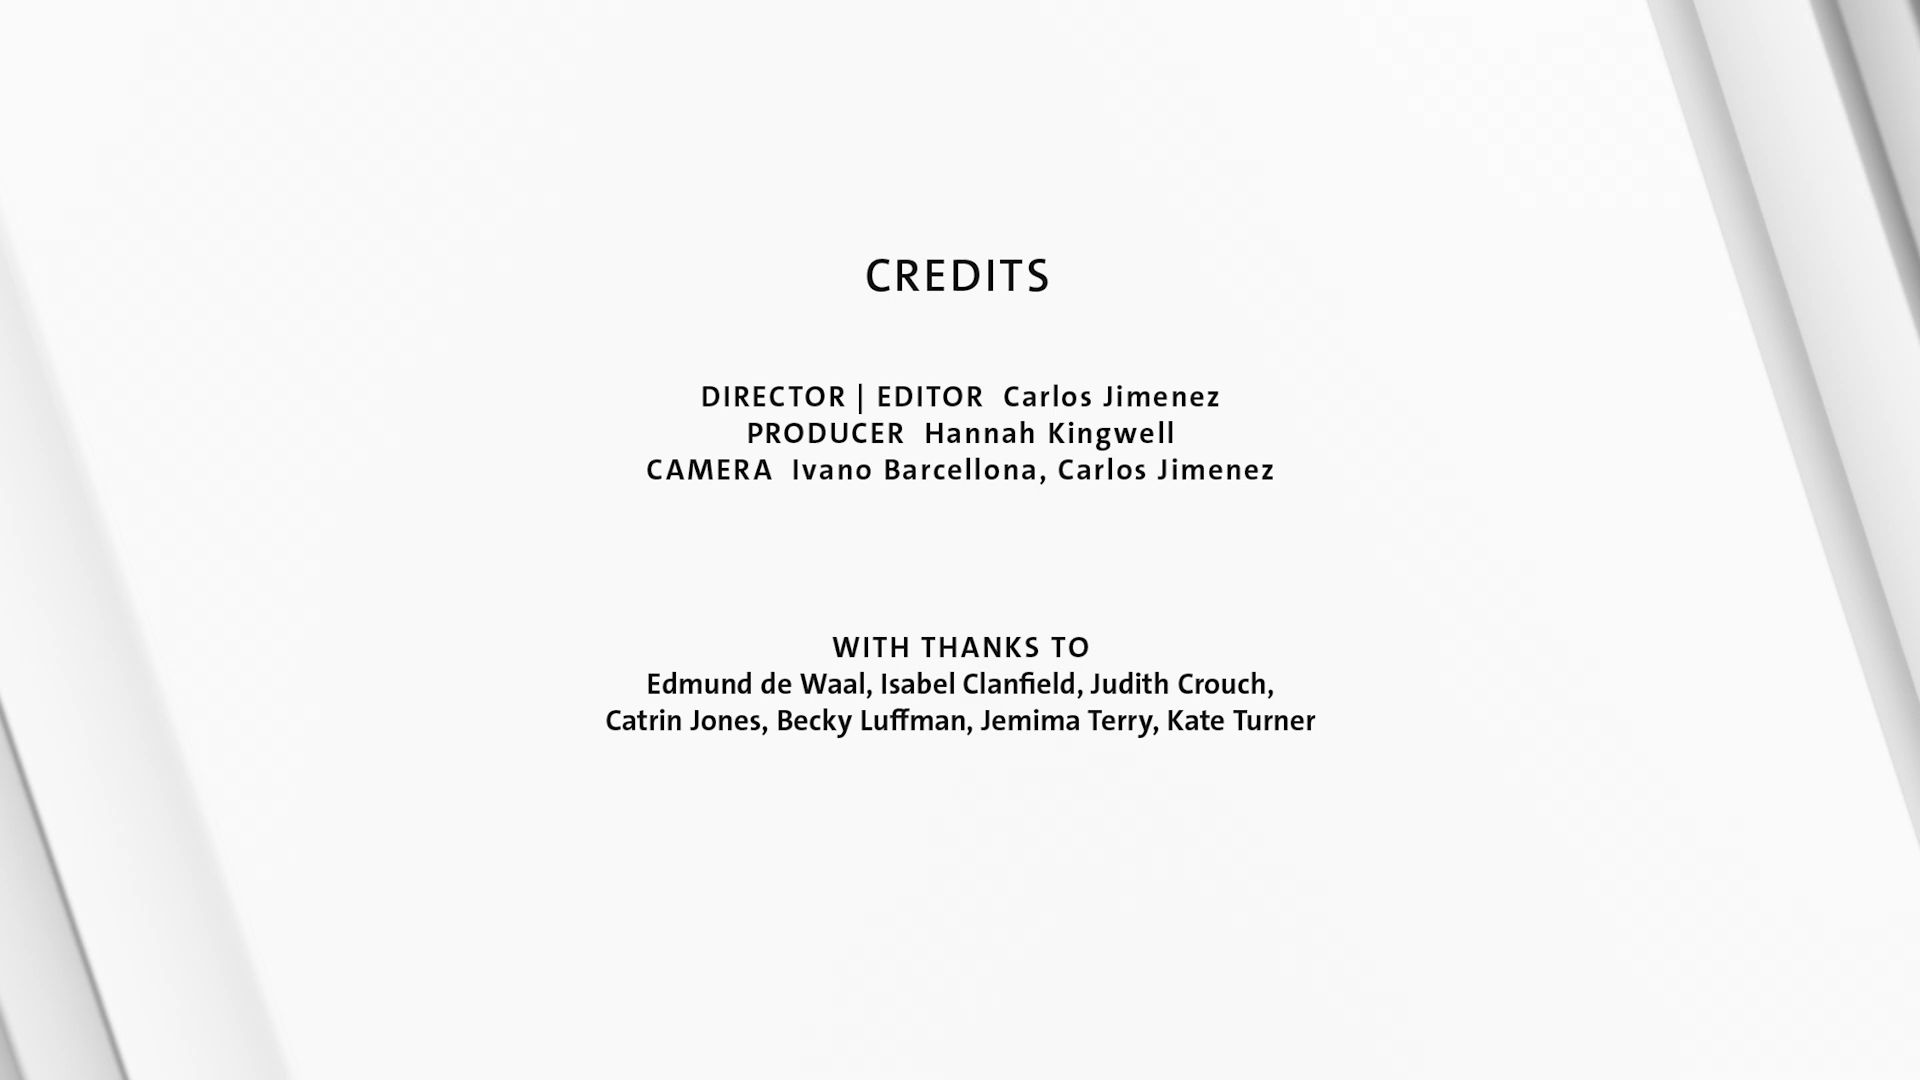 CREDITS
DIRECTOR | EDITOR Carlos Jimenez
PRODUCER Hannah Kingwell
CAMERA Ivano Barcellona, Carlos Jimenez
WITH THANKS TO
Edmund de Waal, Isabel Clanfield, Judith Crouch,
Catrin Jones, Becky Luffman, Jemima Terry, Kate Turner